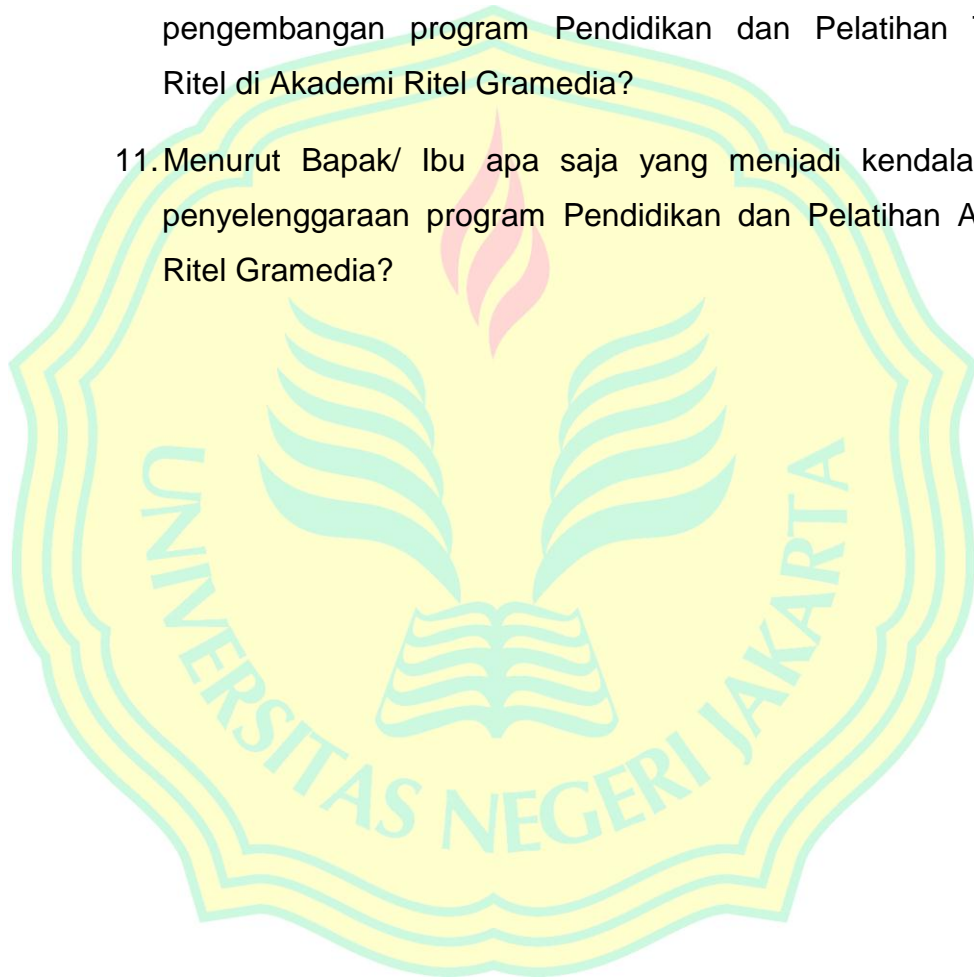 pengembangan program Pendidikan dan Pelatihan
Ritel di Akademi Ritel Gramedia?
11. Menurut Bapak/ Ibu apa saja yang menjadi kendala
penyelenggaraan program Pendidikan dan Pelatihan
Ritel Gramedia?
UNIVERSITAS NEGERI JAKARTA